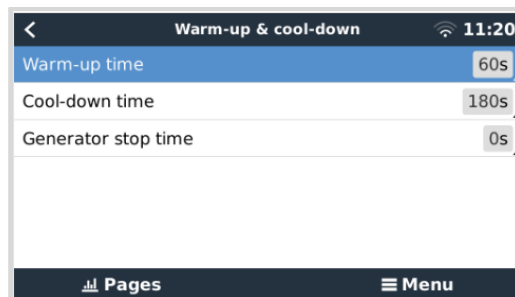 Warm-up & cool-down 11:20
Warm-up time 60s
Cool-down time 180s
Generator stop time 0s
Pages Menu